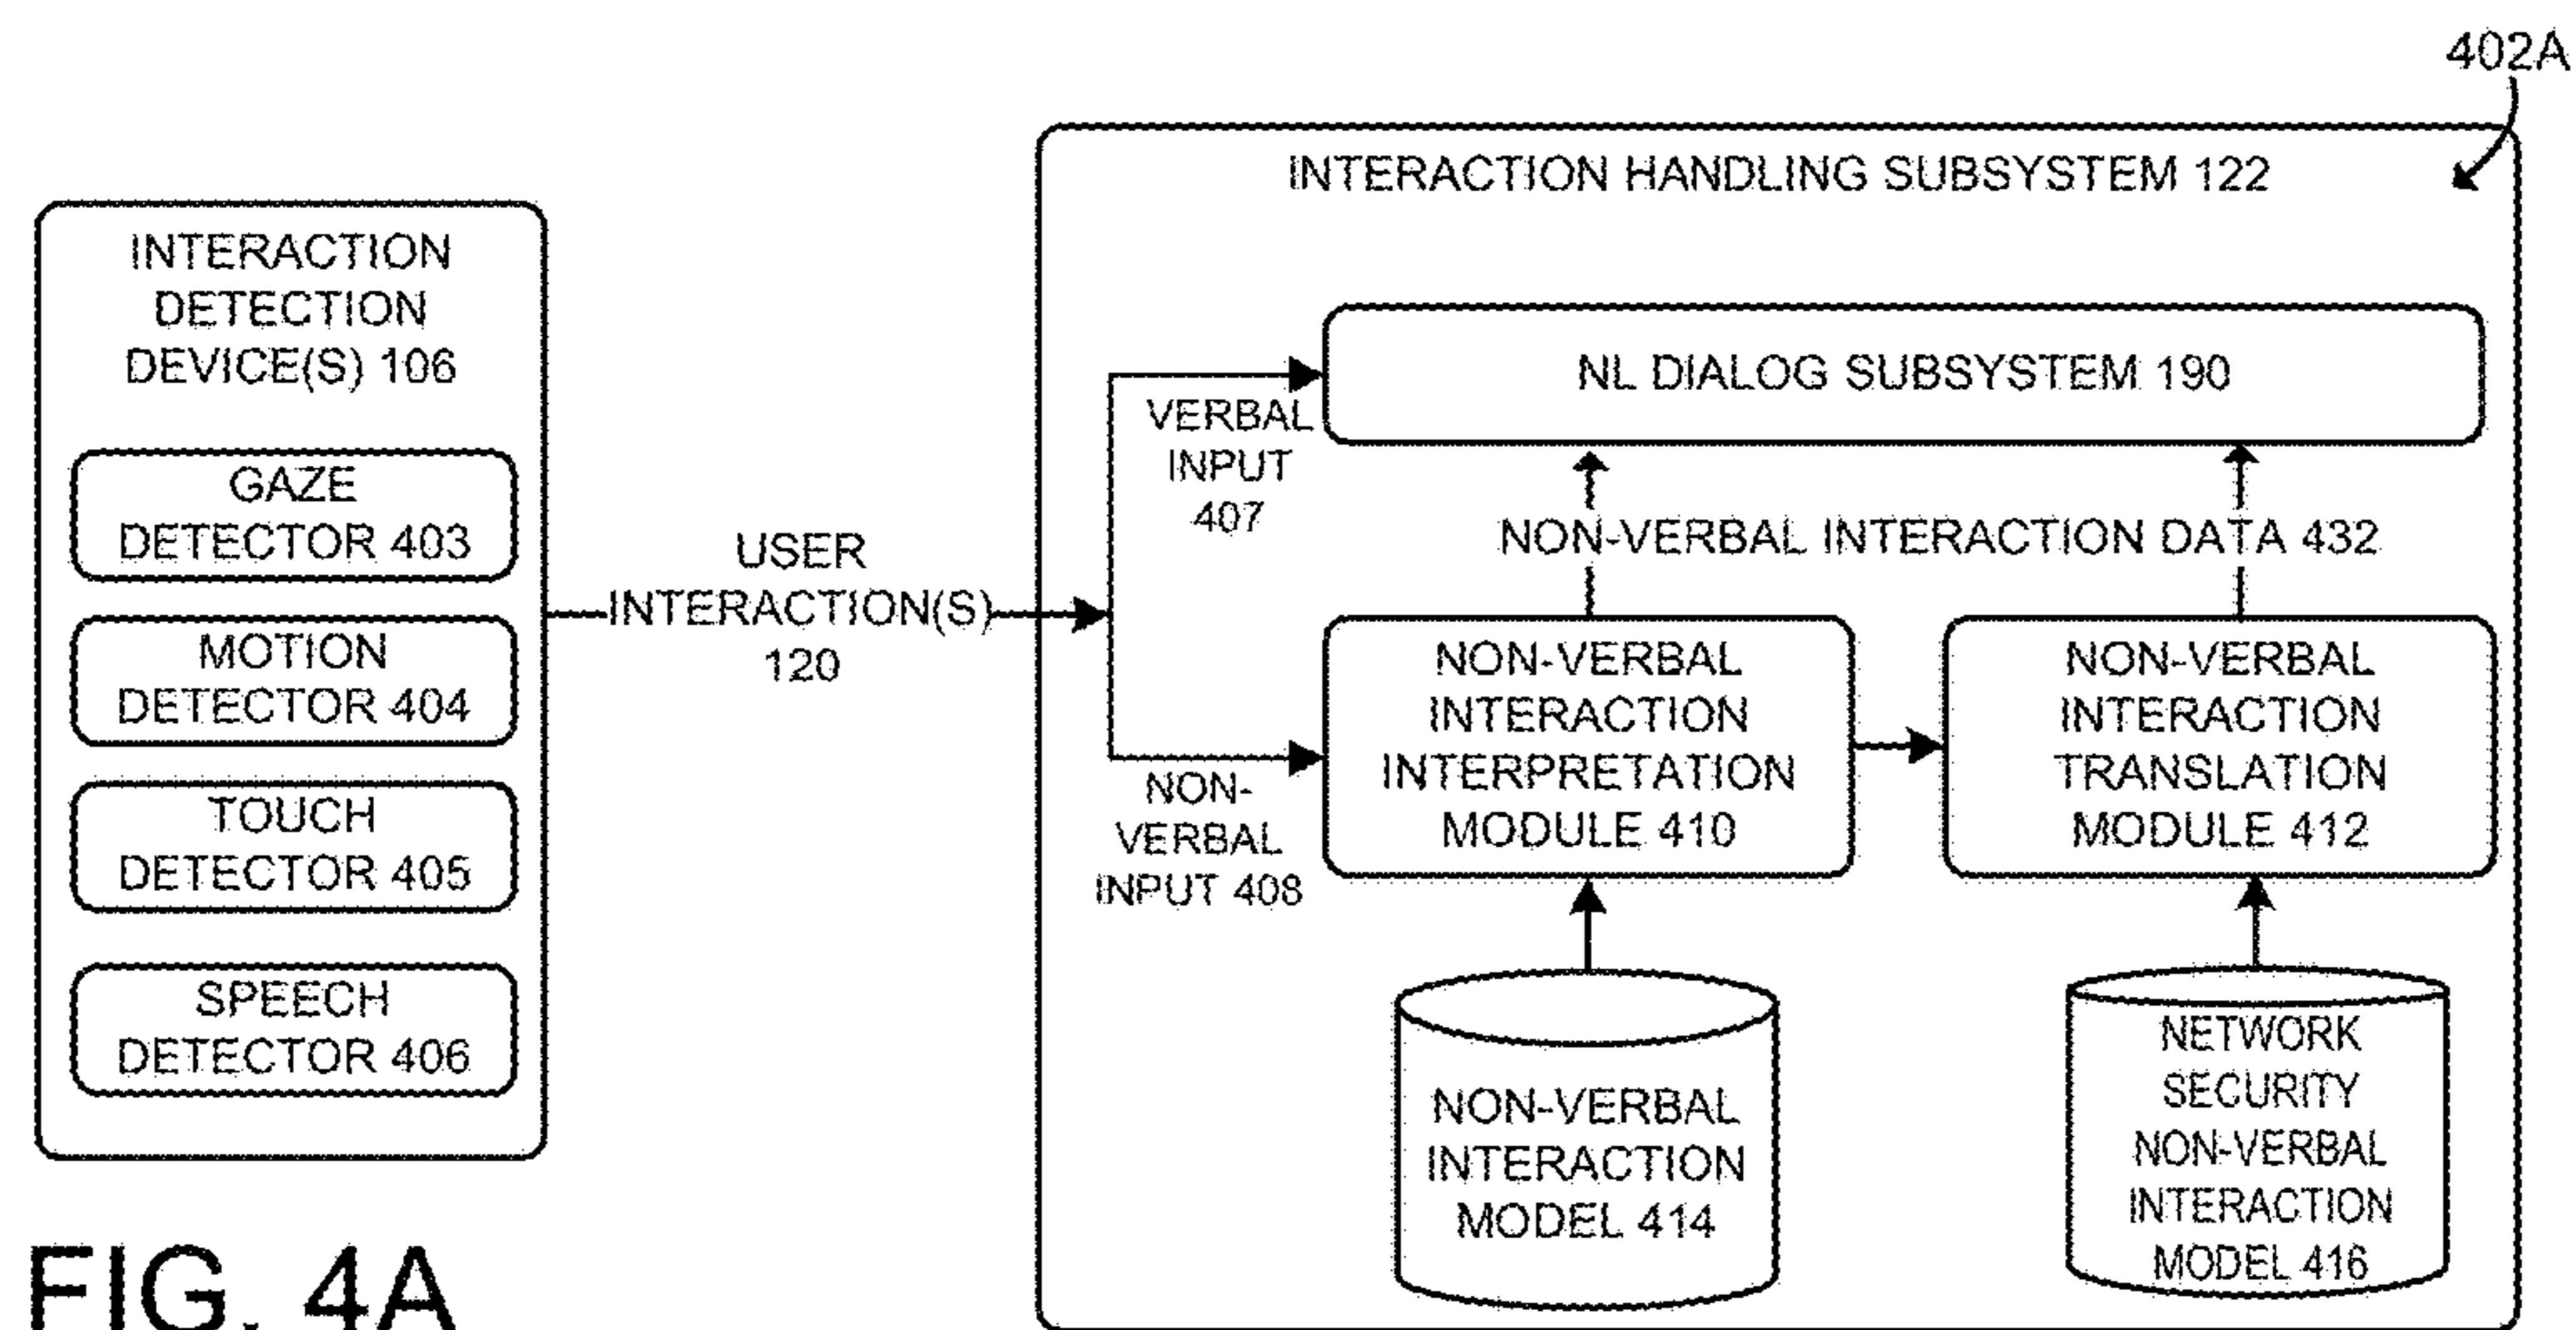 402A
INTERACTION HANDLING SUBSYSTEM 122
INTERACTION
DETECTION
DEVICE(S) 106
GAZE
DETECTOR 403
MOTION
DETECTOR 404
TOUCH
DETECTOR 405
SPEECH
DETECTOR 406
USER
INTERACTION(S)
120
VERBAL
INPUT
407
NON-
VERBAL
INPUT 408
NL DIALOG SUBSYSTEM 190
NON-VERBAL INTERACTION DATA 432
NON-VERBAL
INTERACTION
INTERPRETATION
MODULE 410
NON-VERBAL
INTERACTION
TRANSLATION
MODULE 412
NON-VERBAL
INTERACTION
MODEL 414
NETWORK
SECURITY
NON-VERBAL
INTERACTION
MODEL 416
FIG. 4A